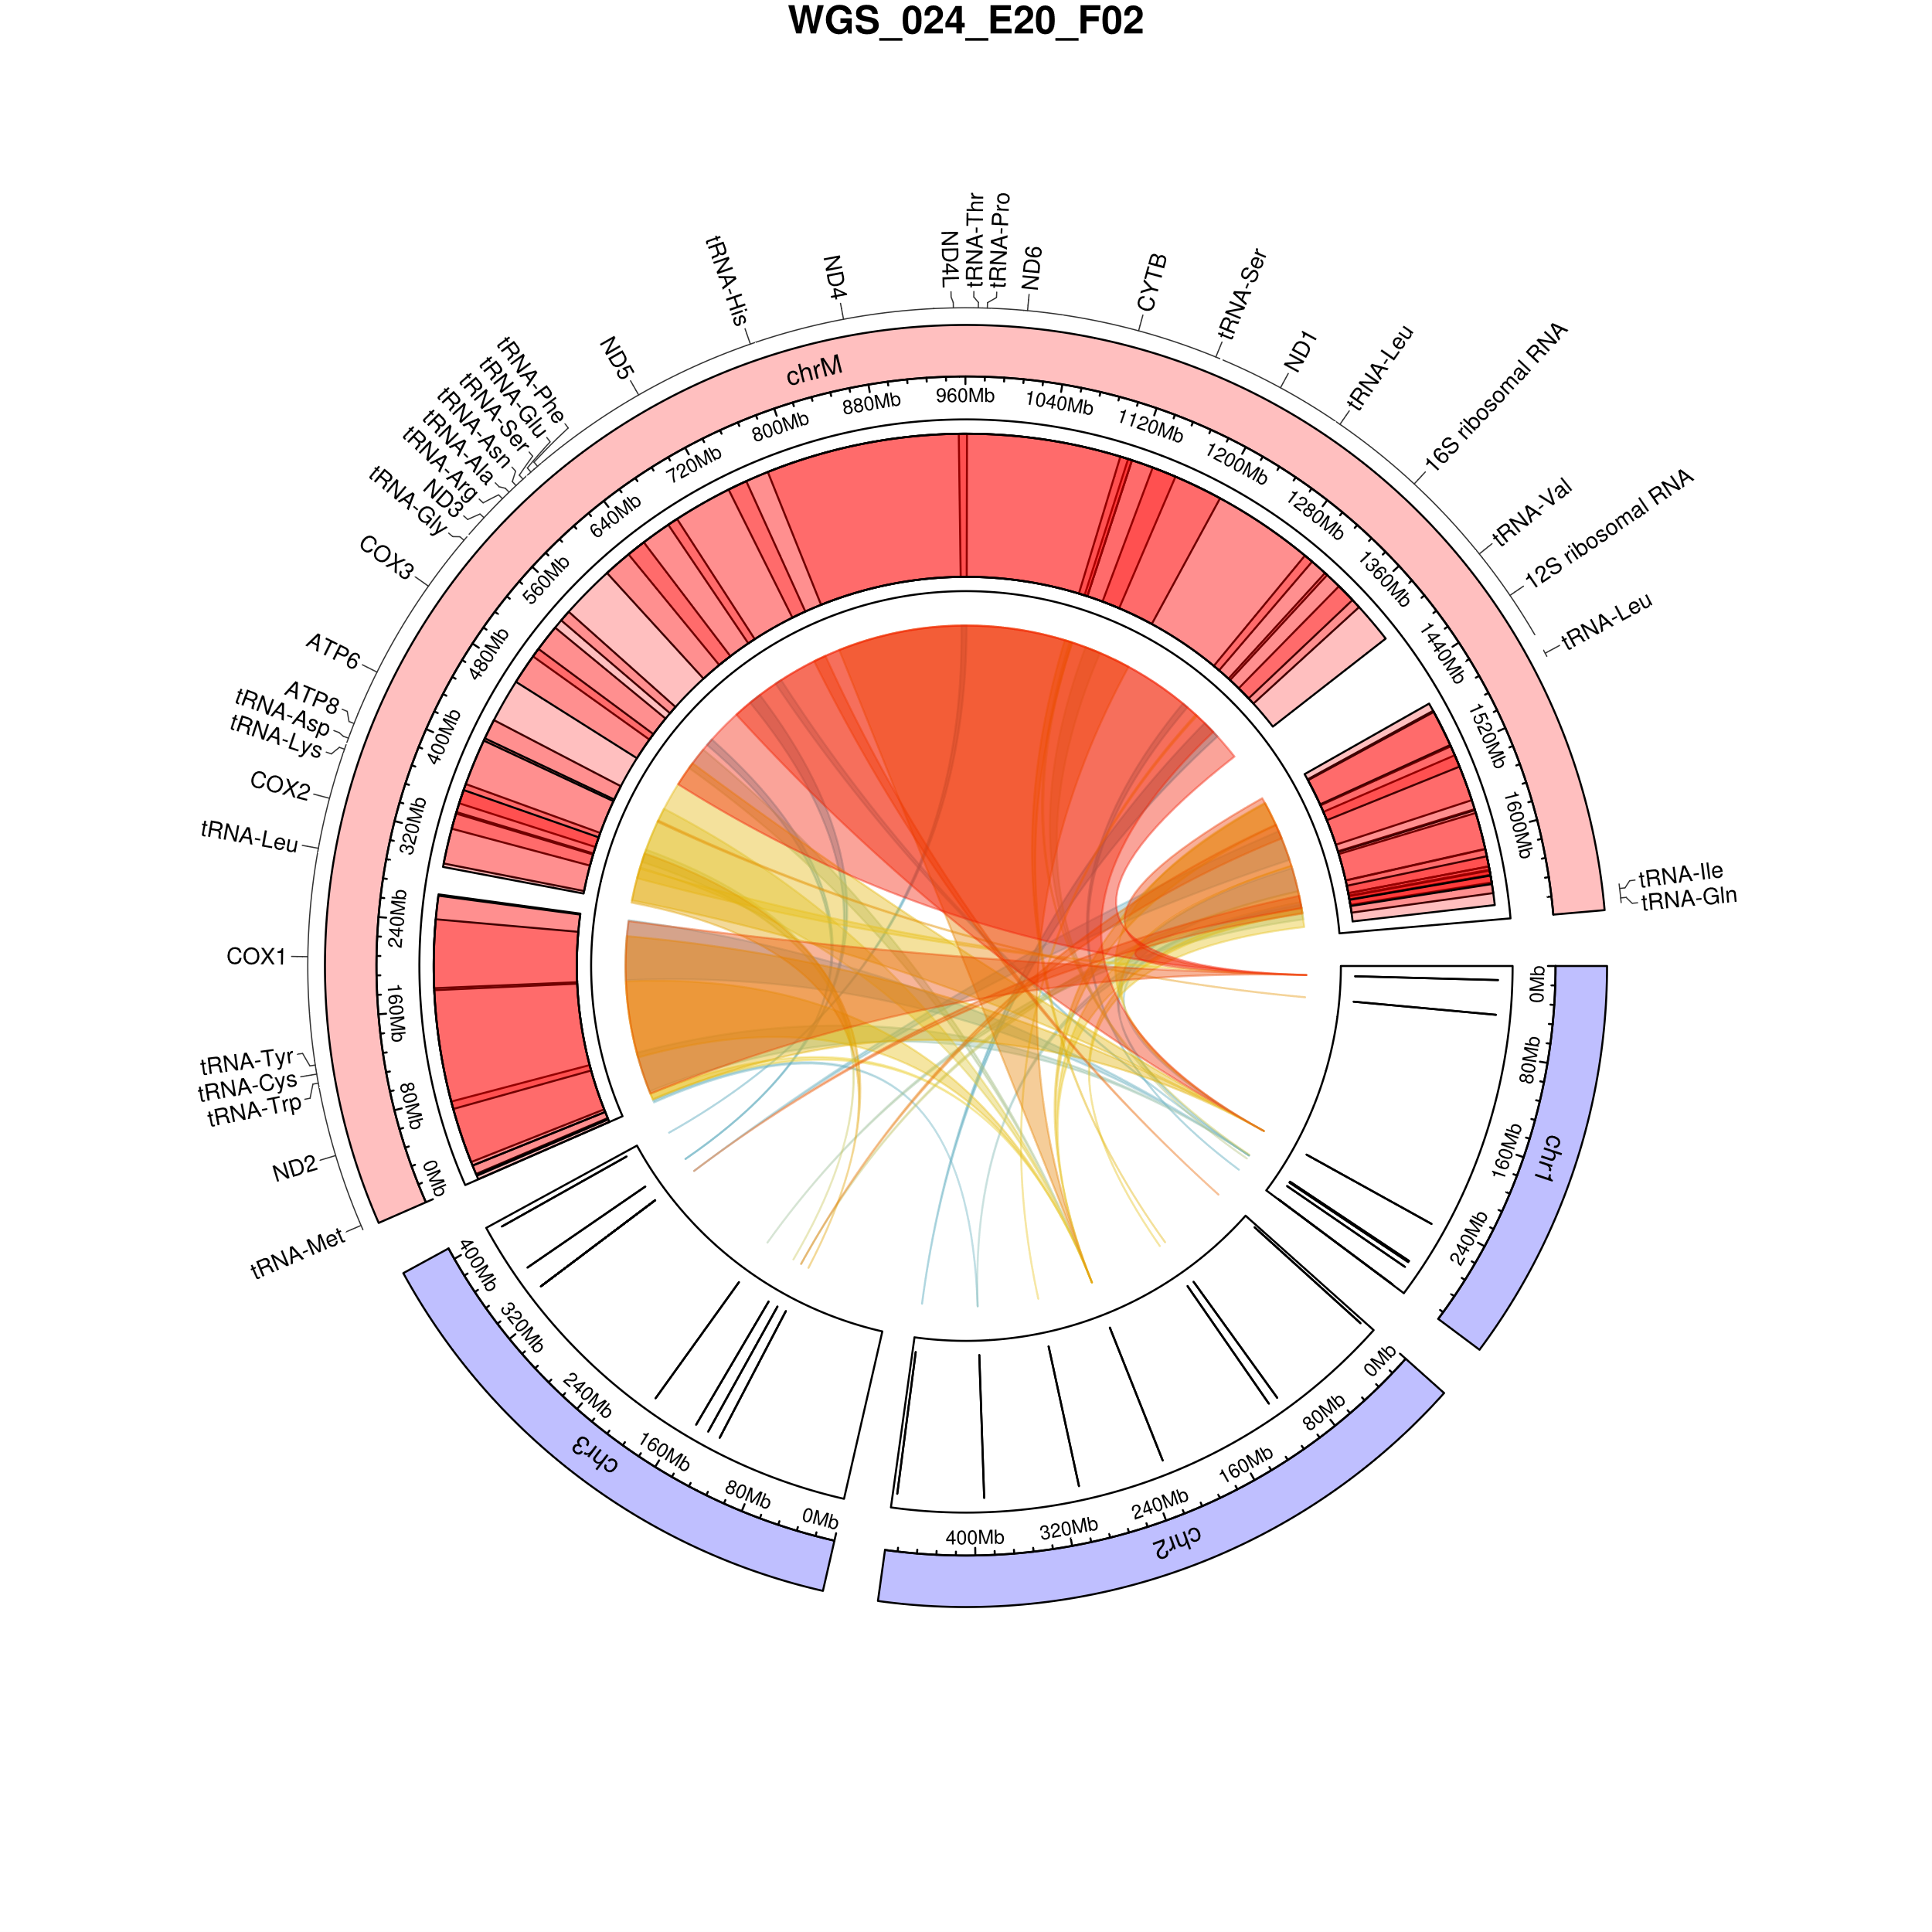 WGS_024_E20_F02
tRNA-Met
ND2
tRNA-Trp
tRNA-Cys
tRNA-Tyr
COX1
tRNA-Leu
COX2
tRNA-Lys
tRNA-Asp
ATP8
ATP6
COX3
tRNA-Gly
ND3
tRNA-Arg
tRNA-Ala
tRNA-Asn
tRNA-Ser
tRNA-Glu
tRNA-Phe
ND5
tRNA-His
ND4
ND4L
tRNA-Thr
tRNA-Pro
ND6
CYTB
tRNA-Ser
ND1
tRNA-Leu
16S ribosomal RNA
tRNA-Val
12S ribosomal RNA
tRNA-Leu
tRNA-Ile
tRNA-Gln
chrM
0Mb
80Mb
160Mb
240Mb
320Mb
400Mb
480Mb
560Mb
640Mb
720Mb
800Mb
880Mb
960Mb
1040Mb
1120Mb
1200Mb
1280Mb
1360Mb
1440Mb
1520Mb
1600Mb
chr1
0Mb
80Mb
160Mb
240Mb
chr2
0Mb
80Mb
160Mb
240Mb
320Mb
400Mb
chr3
0Mb
80Mb
160Mb
240Mb
320Mb
400Mb